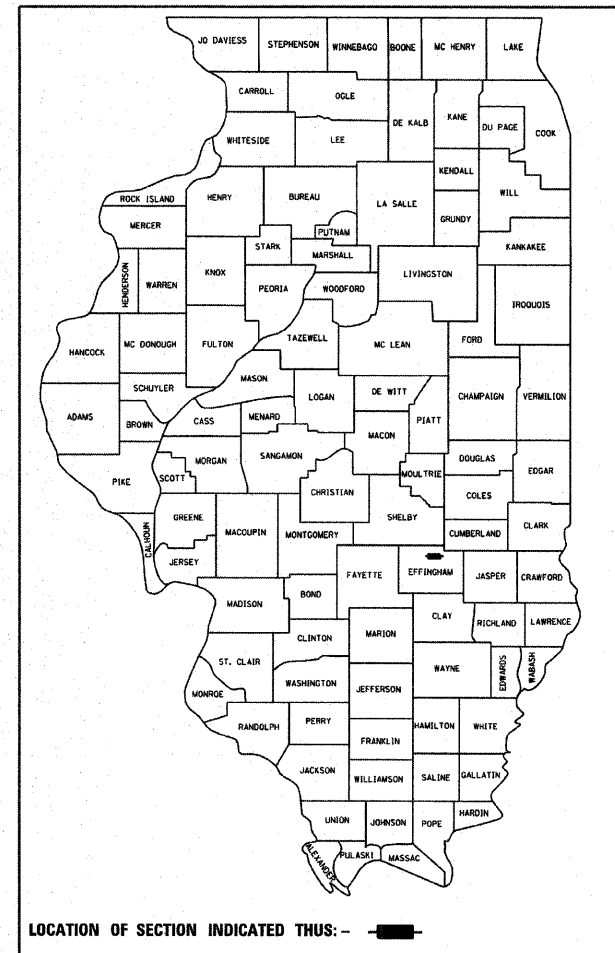 JO DAVIESS STEPHENSON WINNEBAGO BOONE MC HENRY LAKE
CARROLL OGLE DE KALB KANE DU PAGE COOK
WHITESIDE LEE
KENDALL WILL
ROCK ISLAND HENRY BUREAU LA SALLE GRUNDY
MERCER PUTNAM
STARK MARSHALL KANKAKEE
HENDERSON WARREN KNOX PEORIA WOODFORD LIVINGSTON IROQUOIS
HANCOCK MC DONOUGH FULTON TAZEWELL MC LEAN FORD
SCHUYLER MASON LOGAN DE WITT CHAMPAIGN VERMILION
ADAMS BROWN CASS MENARD MACON PIATT
MORGAN SANGAMON DOUGLAS EDGAR
PIKE SCOTT CHRISTIAN MOULTRIE COLES
GREENE MACOUPIN MONTGOMERY SHELBY CUMBERLAND CLARK
CALHOUN JERSEY FAYETTE EFFINGHAM JASPER CRAWFORD
MADISON BOND CLAY RICHLAND LAWRENCE
CLINTON MARION
ST. CLAIR WAYNE EDWARDS WABASH
WASHINGTON JEFFERSON
MONROE
RANDOLPH PERRY HAMILTON WHITE
FRANKLIN
JACKSON WILLIAMSON SALINE GALLATIN
UNION JOHNSON POPE HARDIN
ALEXANDER PULASKI MASSAC
LOCATION OF SECTION INDICATED THUS: -